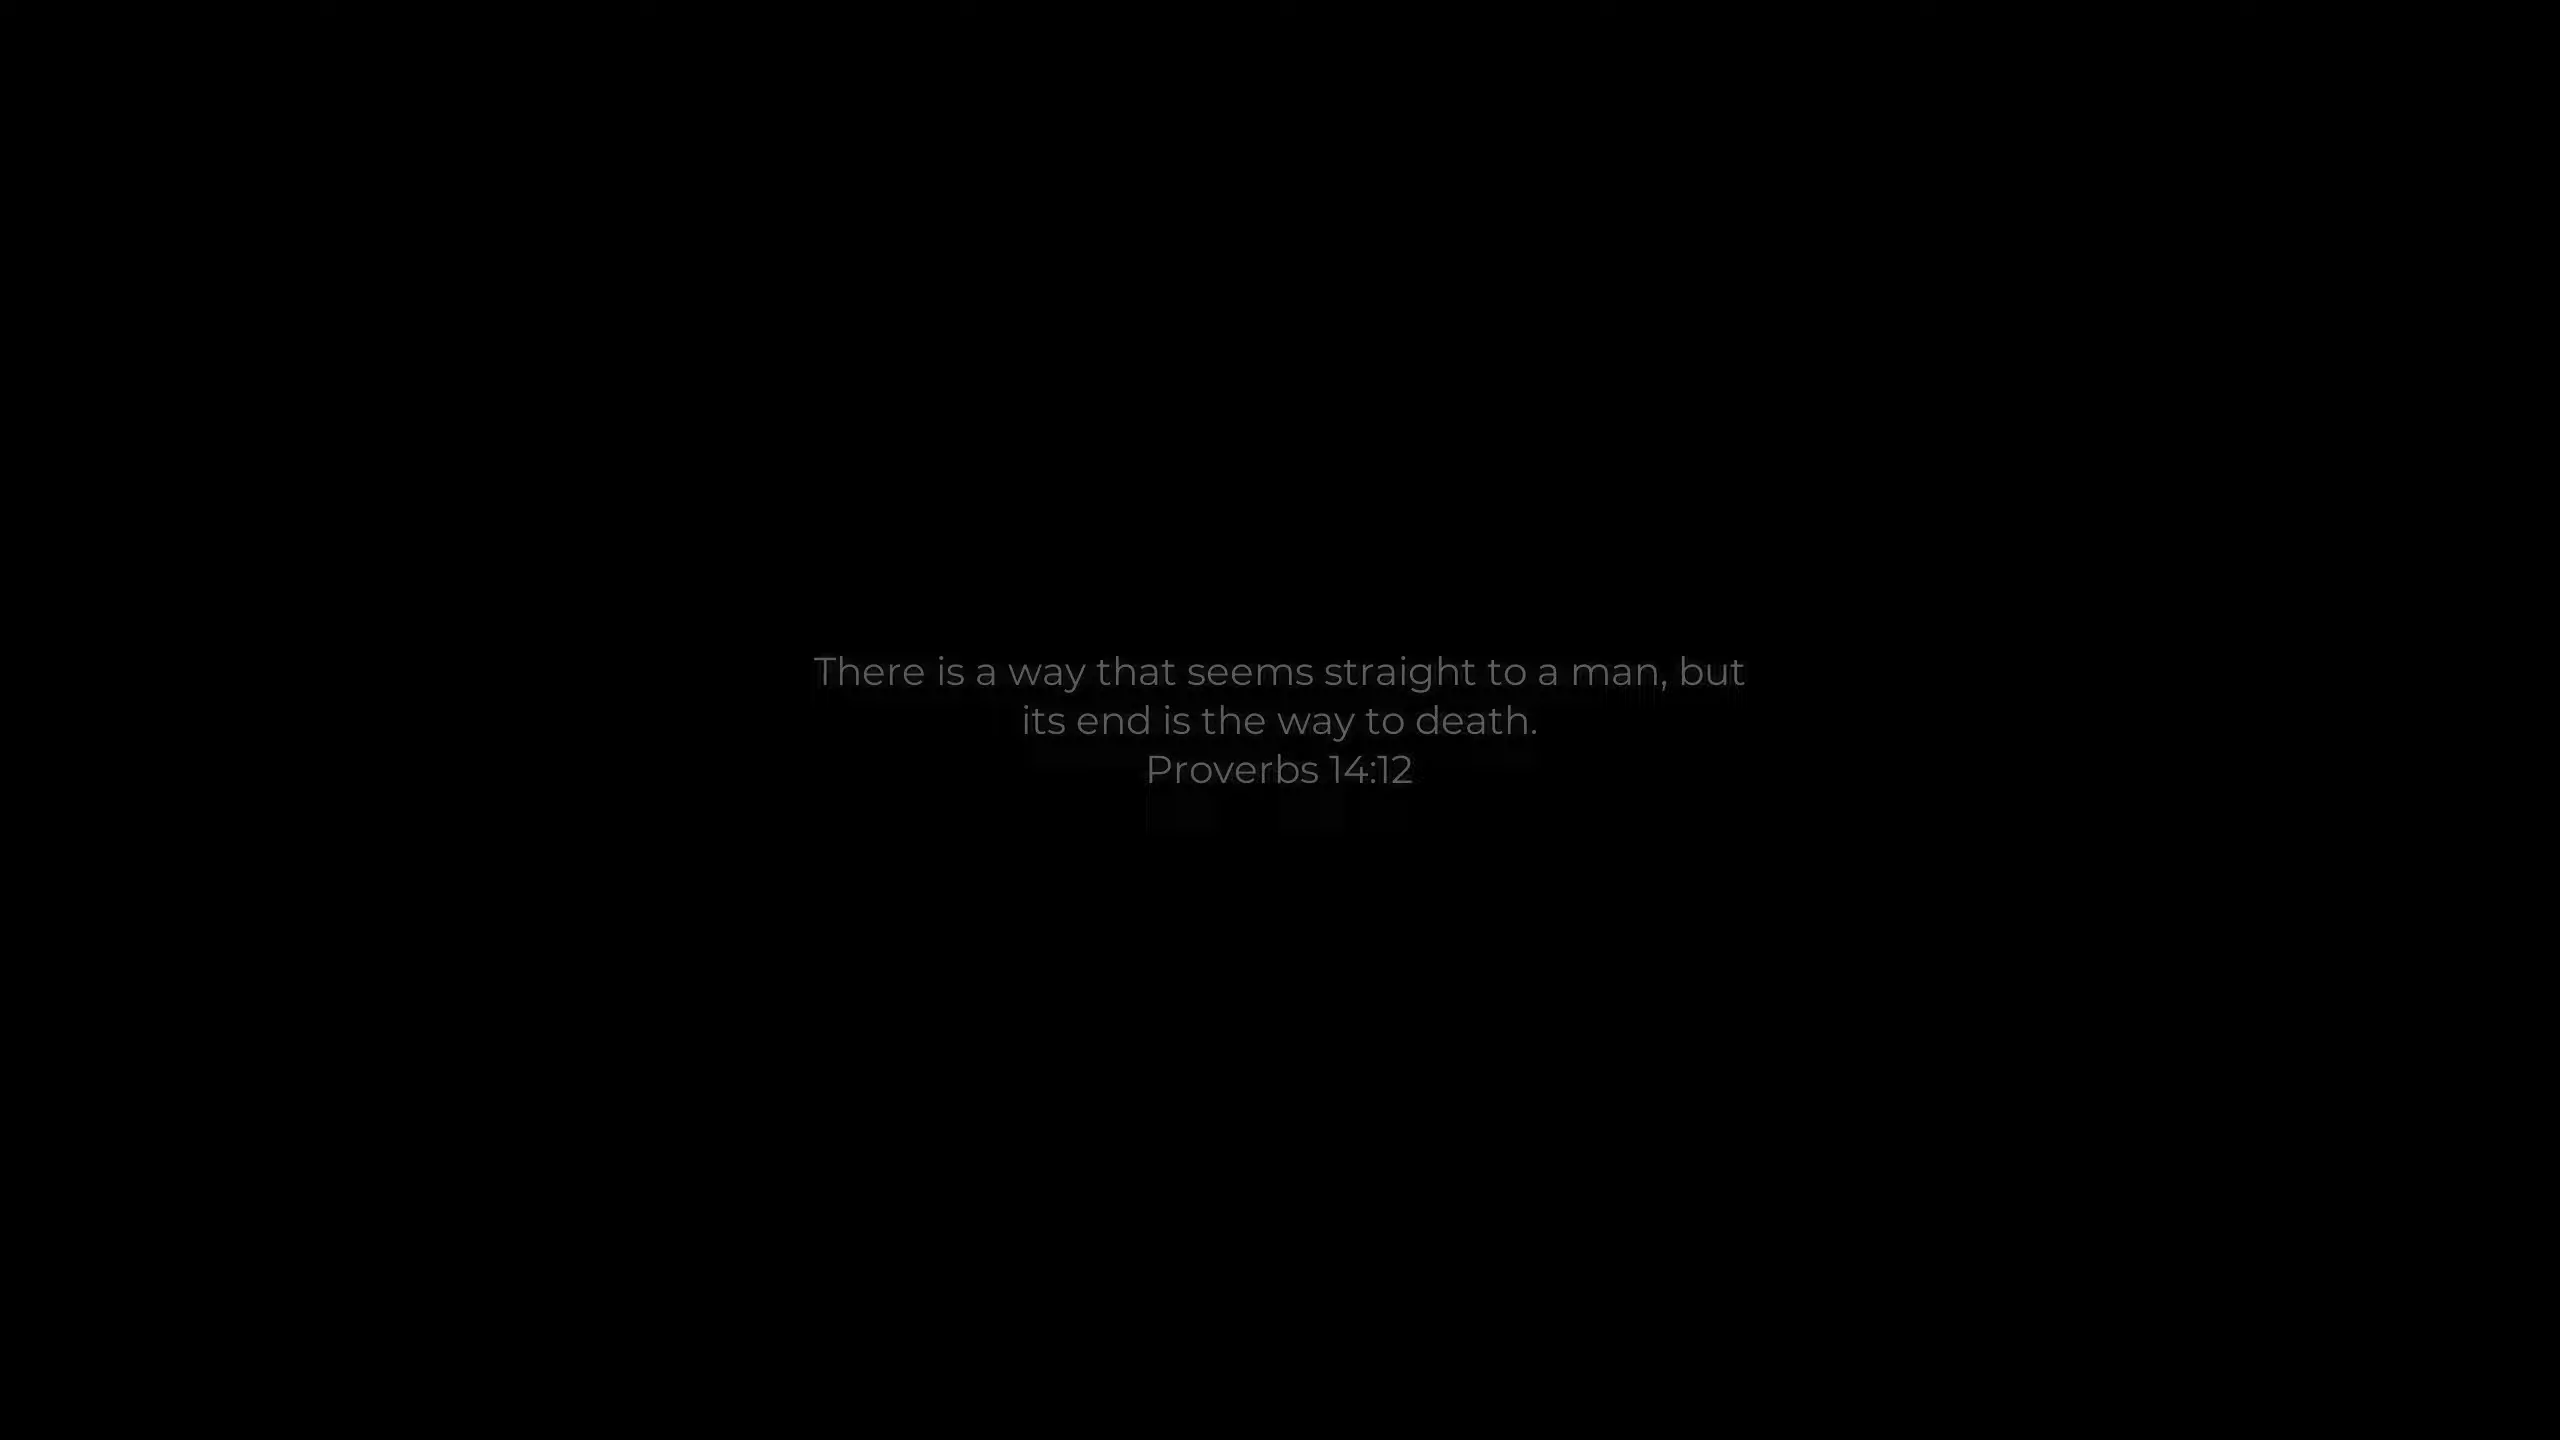 There is a way that seems straight to a man, but
its end is the way to death.
Proverbs 14:12